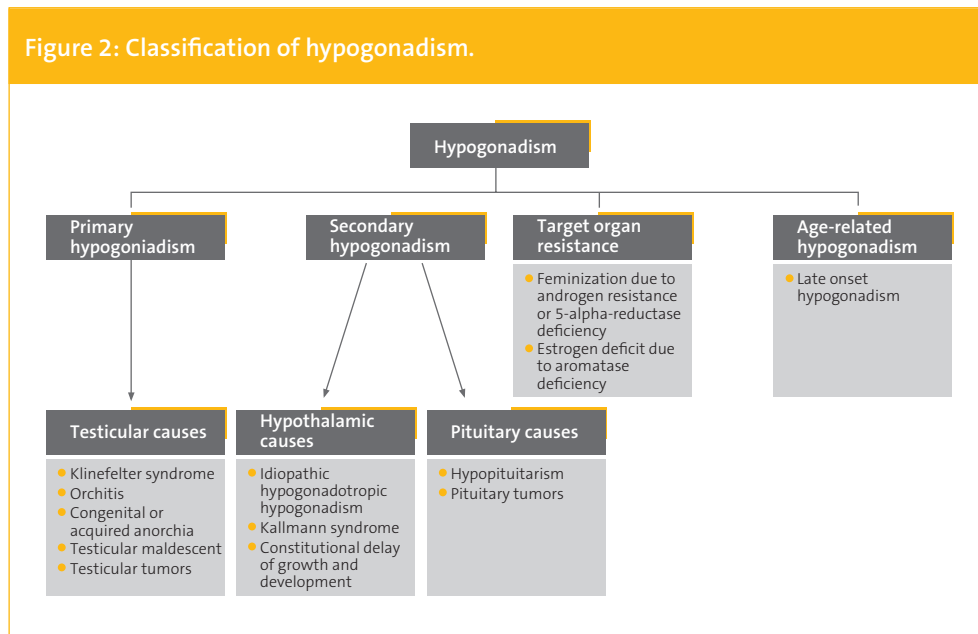 Figure 2: Classification of hypogonadism.
Hypogonadism
Primary
hypogoniadism
Secondary
hypogonadism
Target organ
resistance
• Feminization due to
androgen resistance
or 5-alpha-reductase
deficiency
• Estrogen deficit due
to aromatase
deficiency
Age-related
hypogonadism
• Late onset
hypogonadism
Testicular causes
• Klinefelter syndrome
• Orchitis
• Congenital or
acquired anorchia
• Testicular maldescent
• Testicular tumors
Hypothalamic
causes
• Idiopathic
hypogonadotropic
hypogonadism
• Kallmann syndrome
• Constitutional delay
of growth and
development
Pituitary causes
• Hypopituitarism
• Pituitary tumors